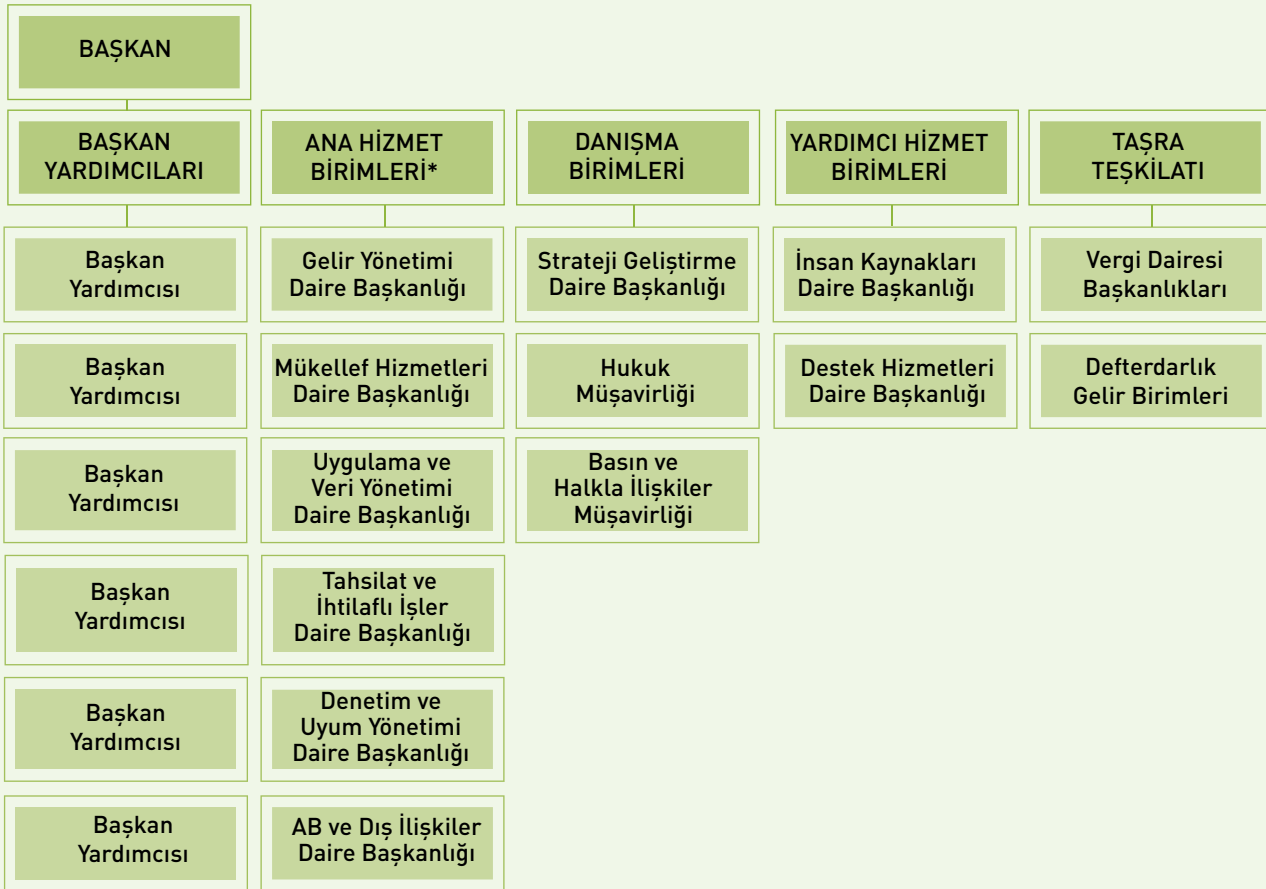 BAŞKAN
BAŞKAN
YARDIMCILARI
ANA HİZMET
BİRİMLERİ*
DANIŞMA
BİRİMLERİ
YARDIMCI HİZMET
BİRİMLERİ
TAŞRA
TEŞKİLATI
Başkan
Yardımcısı
Gelir Yönetimi
Daire Başkanlığı
Strateji Geliştirme
Daire Başkanlığı
İnsan Kaynakları
Daire Başkanlığı
Vergi Dairesi
Başkanlıkları
Başkan
Yardımcısı
Mükellef Hizmetleri
Daire Başkanlığı
Hukuk
Müşavirliği
Destek Hizmetleri
Daire Başkanlığı
Defterdarlık
Gelir Birimleri
Başkan
Yardımcısı
Uygulama ve
Veri Yönetimi
Daire Başkanlığı
Basın ve
Halkla İlişkiler
Müşavirliği
Başkan
Yardımcısı
Tahsilat ve
İhtilaflı İşler
Daire Başkanlığı
Başkan
Yardımcısı
Denetim ve
Uyum Yönetimi
Daire Başkanlığı
Başkan
Yardımcısı
AB ve Dış İlişkiler
Daire Başkanlığı